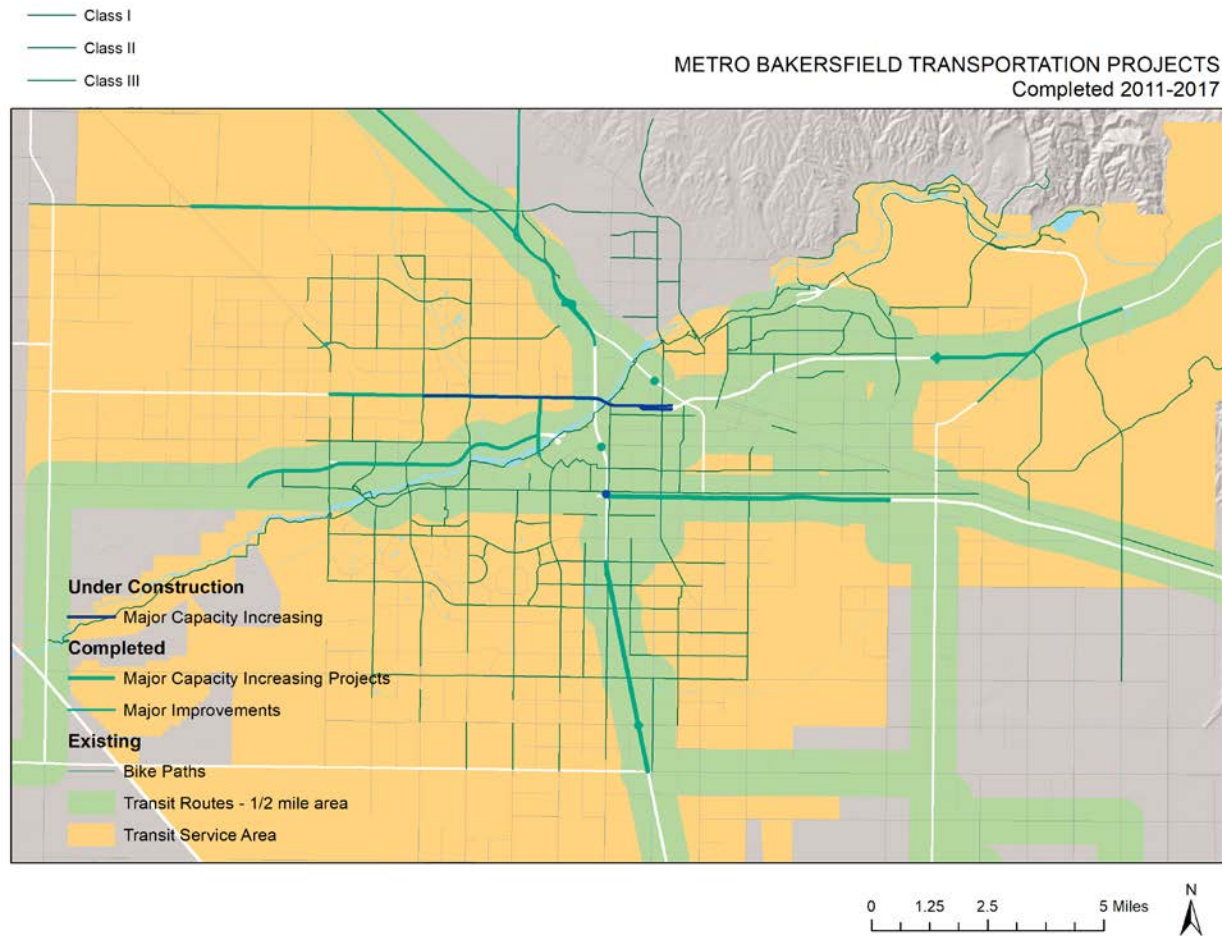 Class I
Class II
Class III
METRO BAKERSFIELD TRANSPORTATION PROJECTS
Completed 2011-2017
Under Construction
Major Capacity Increasing
Completed
Major Capacity Increasing Projects
Major Improvements
Existing
Bike Paths
Transit Routes - 1/2 mile area
Transit Service Area
0 1.25 2.5 5 Miles
N